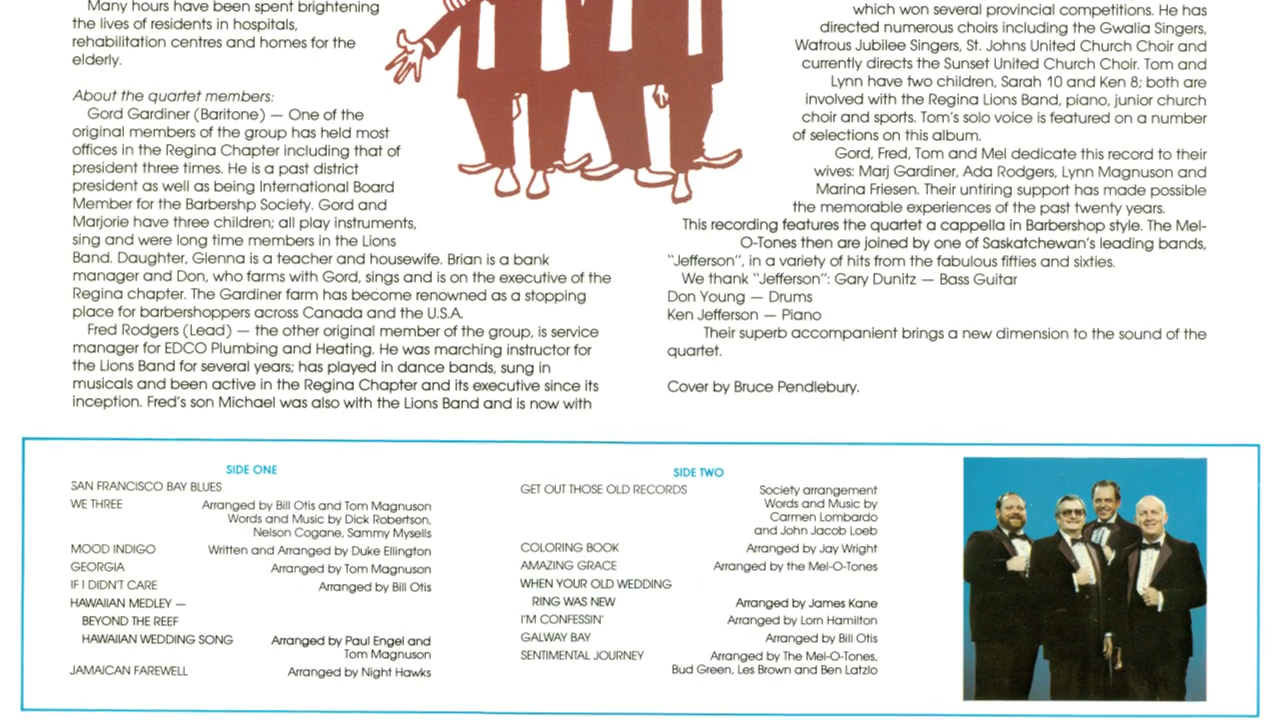 Many hours have been spent brightening
the lives of residents in hospitals,
rehabilitation centres and homes for the
elderly.
About the quartet members:
Gord Gardiner (Baritone) — One of the
original members of the group has held most
offices in the Regina Chapter including that of
president three times. He is a past district
president as well as being International Board
Member for the Barbershp Society. Gord and
Marjorie have three children; all play instruments,
sing and were long time members in the Lions
Band. Daughter, Glenna is a teacher and housewife. Brian is a bank
manager and Don, who farms with Gord, sings and is on the executive of the
Regina chapter. The Gardiner farm has become renowned as a stopping
place for barbershoppers across Canada and the U.S.A.
Fred Rodgers (Lead) — the other original member of the group, is service
manager for EDCO Plumbing and Heating. He was marching instructor for
the Lions Band for several years; has played in dance bands, sung in
musicals and been active in the Regina Chapter and its executive since its
inception. Fred's son Michael was also with the Lions Band and is now with
which won several provincial competitions. He has
directed numerous choirs including the Gwalia Singers,
Watrous Jubilee Singers, St. Johns United Church Choir and
currently directs the Sunset United Church Choir. Tom and
Lynn have two children, Sarah 10 and Ken 8; both are
involved with the Regina Lions Band, piano, junior church
choir and sports. Tom's solo voice is featured on a number
of selections on this album.
Gord, Fred, Tom and Mel dedicate this record to their
wives: Marj Gardiner, Ada Rodgers, Lynn Magnuson and
Marina Friesen. Their untiring support has made possible
the memorable experiences of the past twenty years.
This recording features the quartet a cappella in Barbershop style. The Mel-
O-Tones then are joined by one of Saskatchewan's leading bands,
"Jefferson", in a variety of hits from the fabulous fifties and sixties.
We thank "Jefferson": Gary Dunitz — Bass Guitar
Don Young — Drums
Ken Jefferson — Piano
Their superb accompanient brings a new dimension to the sound of the
quartet.
Cover by Bruce Pendlebury.
SIDE ONE
SAN FRANCISCO BAY BLUES
WE THREE Arranged by Bill Otis and Tom Magnuson
Words and Music by Dick Robertson,
Nelson Cogane, Sammy Mysells
MOOD INDIGO Written and Arranged by Duke Ellington
GEORGIA Arranged by Tom Magnuson
IF I DIDN'T CARE Arranged by Bill Otis
HAWAIIAN MEDLEY —
BEYOND THE REEF
HAWAIIAN WEDDING SONG Arranged by Paul Engel and
Tom Magnuson
JAMAICAN FAREWELL Arranged by Night Hawks
SIDE TWO
GET OUT THOSE OLD RECORDS Society arrangement
Words and Music by
Carmen Lombardo
and John Jacob Loeb
COLORING BOOK Arranged by Jay Wright
AMAZING GRACE Arranged by the Mel-O-Tones
WHEN YOUR OLD WEDDING
RING WAS NEW Arranged by James Kane
I'M CONFESSIN' Arranged by Lorn Hamilton
GALWAY BAY Arranged by Bill Otis
SENTIMENTAL JOURNEY Arranged by The Mel-O-Tones,
Bud Green, Les Brown and Ben Latzlo